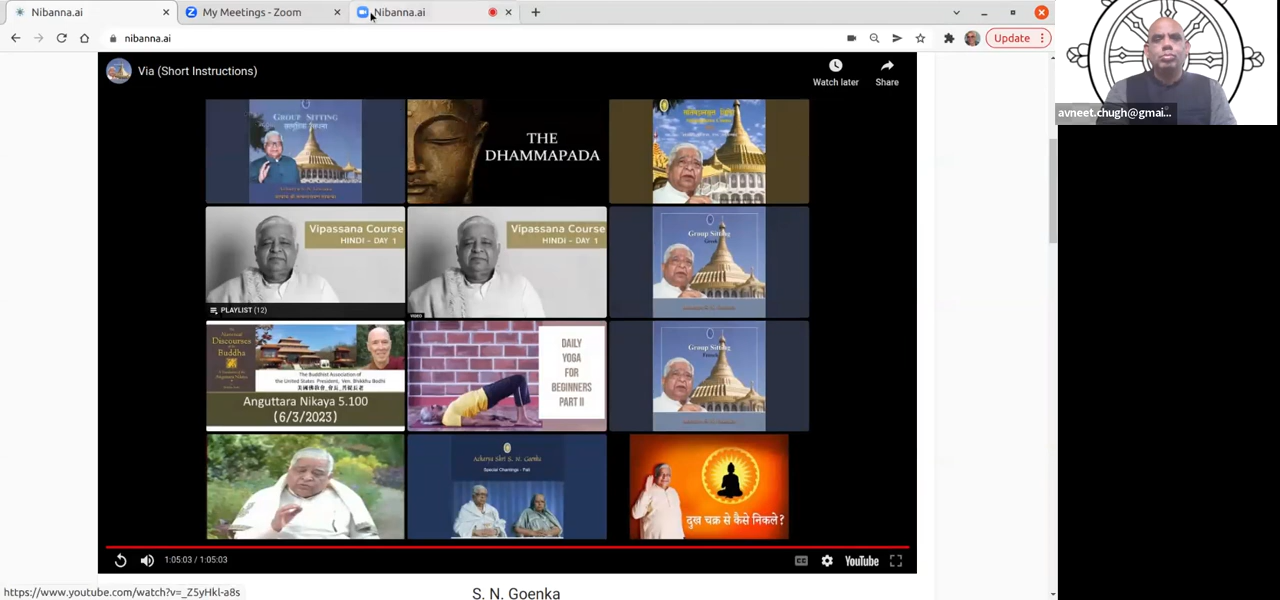 Nibanna.ai
My Meetings - Zoom
Nibanna.ai
nibanna.ai
Update
Via (Short Instructions)
Watch later
Share
avneet.chugh@gmai...
GROUP SITTING
THE
DHAMMAPADA
Vipassana Course
HINDI - DAY 1
PLAYLIST (12)
Vipassana Course
HINDI - DAY 1
VIDEO
Group Sitting
Greek
Discourses
of the
Buddha
The Buddhist Association of
the United States President, Ven. Bhikkhu Bodhi
Anguttara Nikaya 5.100
(6/3/2023)
DAILY
YOGA
FOR
BEGINNERS
PART II
Group Sitting
French
Acharya Shri S. N. Goenka
Special Chantings - Pali
दुख चक्र से कैसे निकले?
1:05:03 / 1:05:03
CC
YouTube
https://www.youtube.com/watch?v=_Z5yHkl-a8s
S. N. Goenka